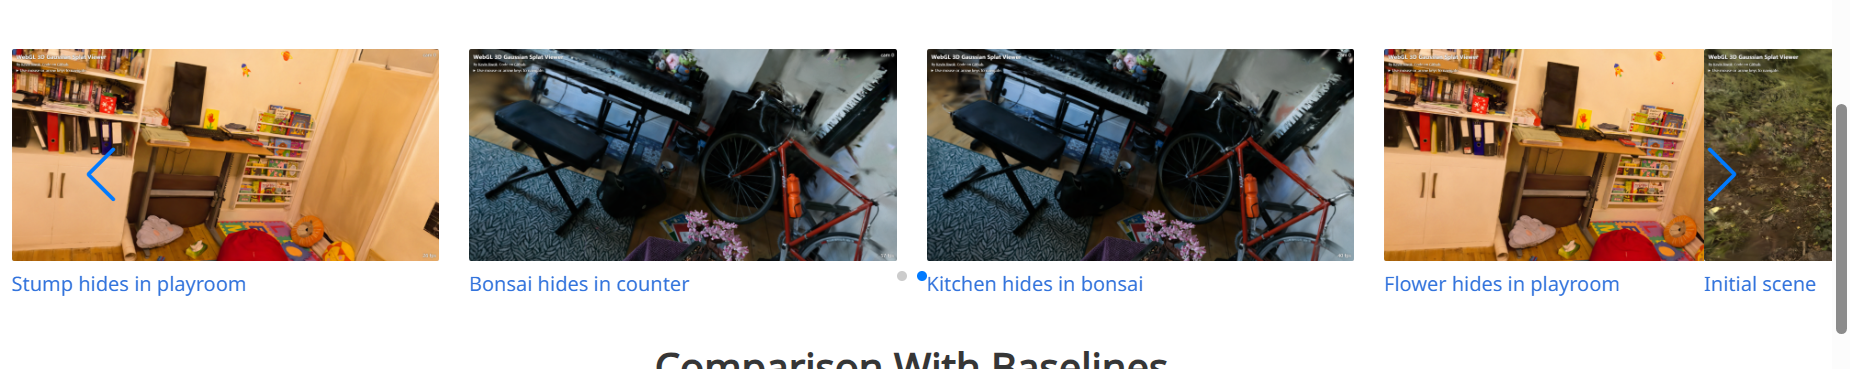 WebGL 3D Gaussian Splat Viewer
WebGL 3D Gaussian Splat Viewer
WebGL 3D Gaussian Splat Viewer
WebGL 3D Gaussian Splat Viewer
WebGL 3D Gaussian Splat Viewer
Stump hides in playroom
Bonsai hides in counter
Kitchen hides in bonsai
Flower hides in playroom
Initial scene
Comparison With Baselines